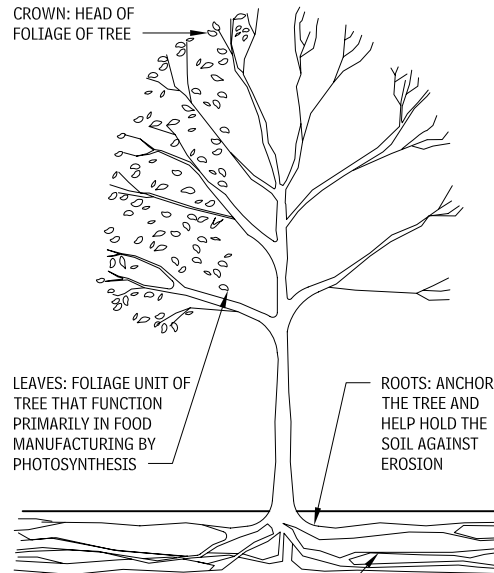 CROWN: HEAD OF
FOLIAGE OF TREE
LEAVES: FOLIAGE UNIT OF
TREE THAT FUNCTION
PRIMARILY IN FOOD
MANUFACTURING BY
PHOTOSYNTHESIS
ROOTS: ANCHOR
THE TREE AND
HELP HOLD THE
SOIL AGAINST
EROSION